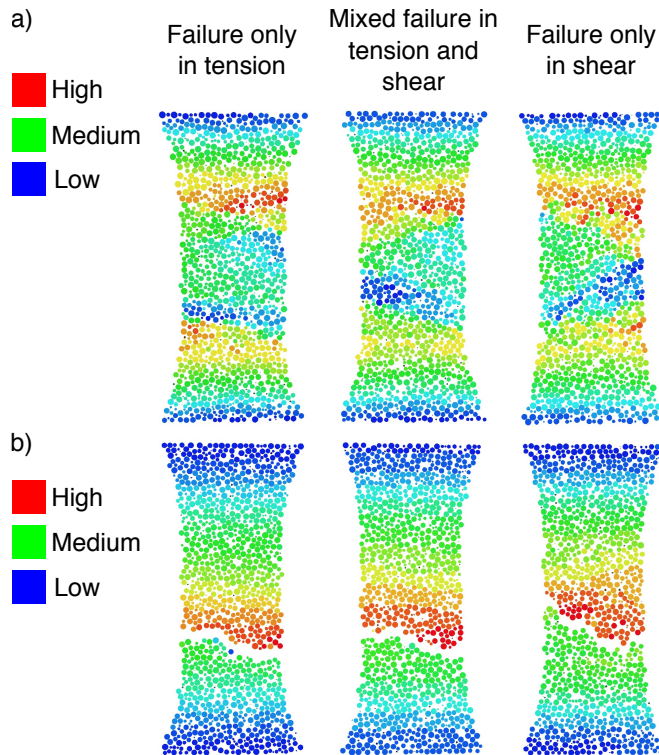 a)
Failure only
in tension
Mixed failure in
tension and
shear
Failure only
in shear
High
Medium
Low
b)
High
Medium
Low